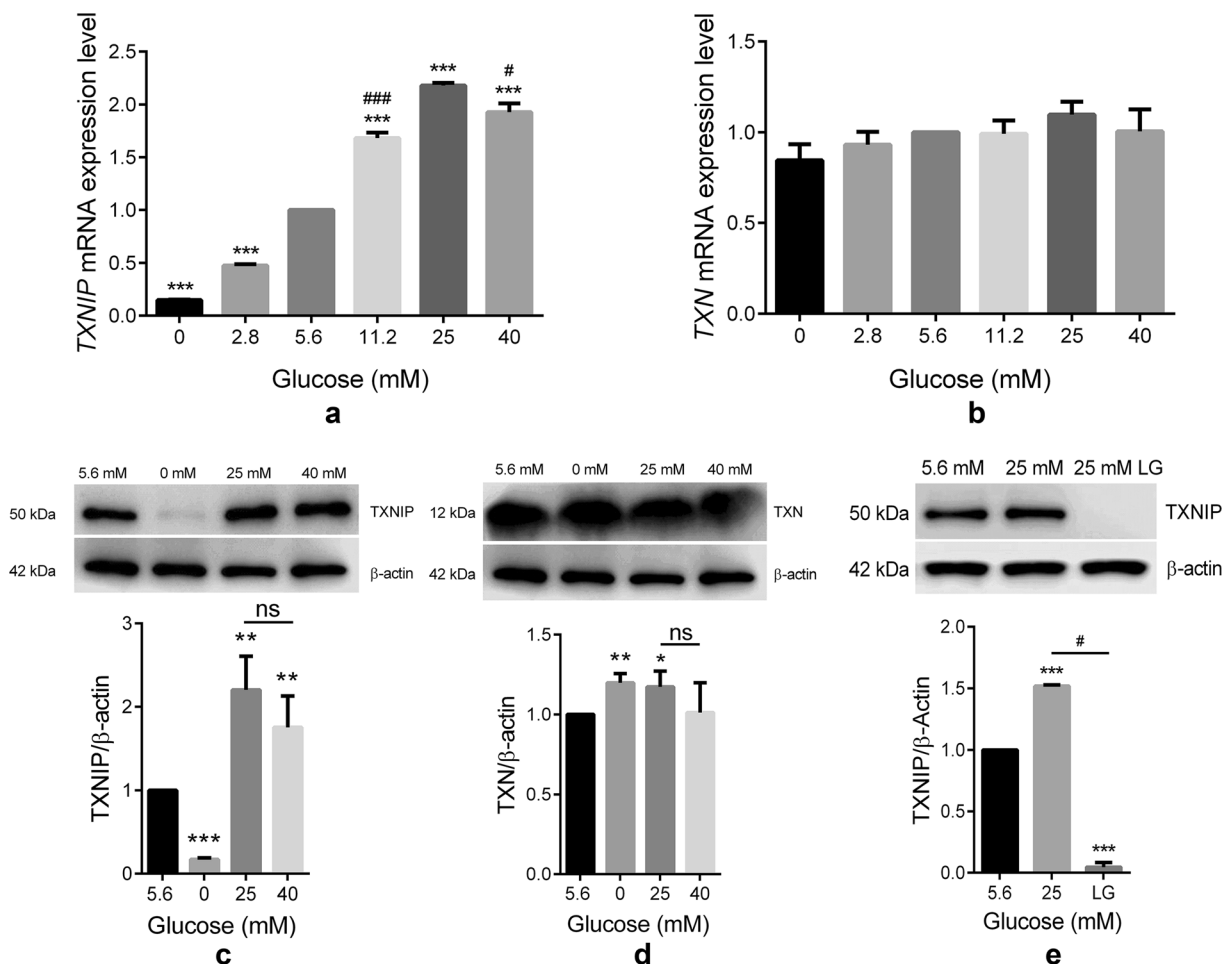 TXNIP mRNA expression level
2.5
2.0
1.5
1.0
0.5
0.0
***
***
###
***
***
#
***
0 2.8 5.6 11.2 25 40
Glucose (mM)
a
TXN mRNA expression level
1.5
1.0
0.5
0.0
0 2.8 5.6 11.2 25 40
Glucose (mM)
b
5.6 mM 0 mM 25 mM 40 mM
50 kDa TXNIP
42 kDa β-actin
TXNIP/β-actin
3
2
1
0
ns
***
**
**
5.6 0 25 40
Glucose (mM)
c
5.6 mM 0 mM 25 mM 40 mM
12 kDa TXN
42 kDa β-actin
TXN/β-actin
1.5
1.0
0.5
0.0
ns
**
*
5.6 0 25 40
Glucose (mM)
d
5.6 mM 25 mM 25 mM LG
50 kDa TXNIP
42 kDa β-actin
TXNIP/β-Actin
2.0
1.5
1.0
0.5
0.0
#
***
***
5.6 25 LG
Glucose (mM)
e